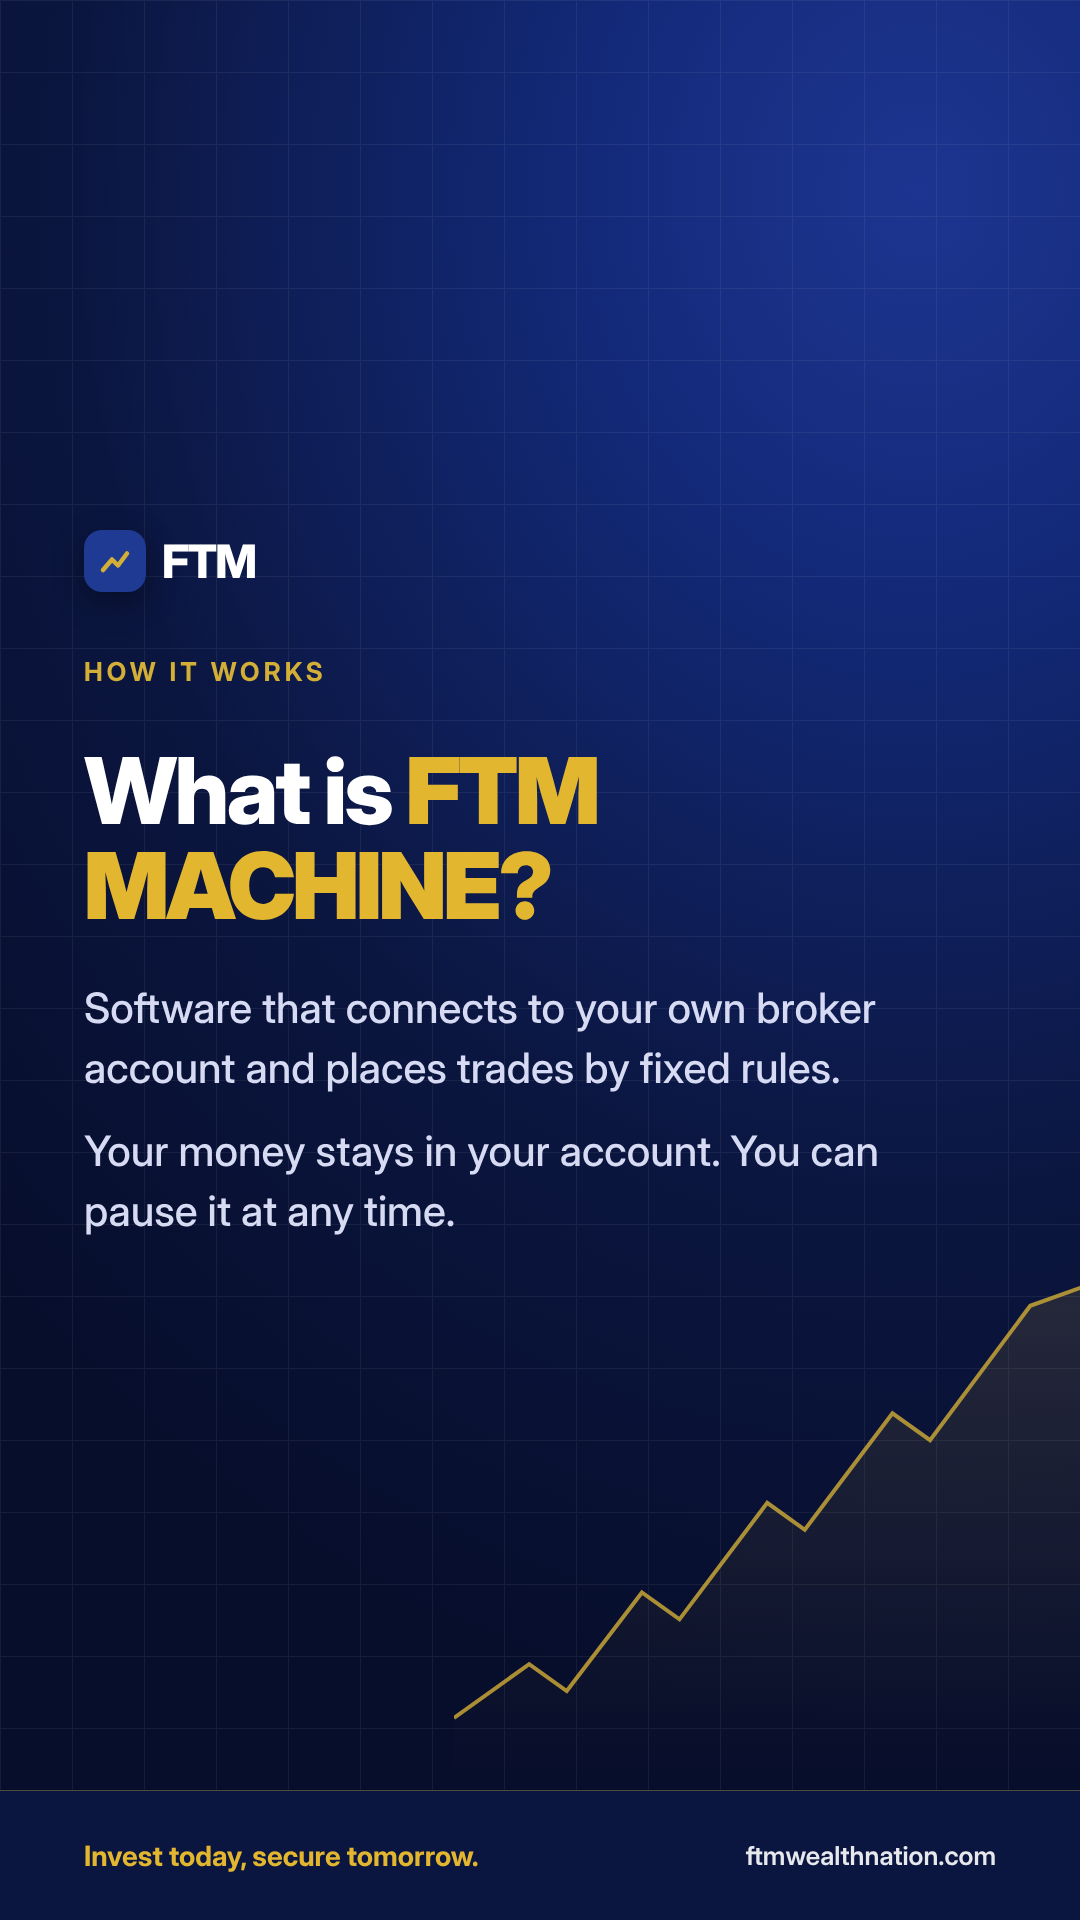 FTM
HOW IT WORKS
What is FTM
MACHINE?
Software that connects to your own broker
account and places trades by fixed rules.
Your money stays in your account. You can
pause it at any time.
Invest today, secure tomorrow.
ftmwealthnation.com